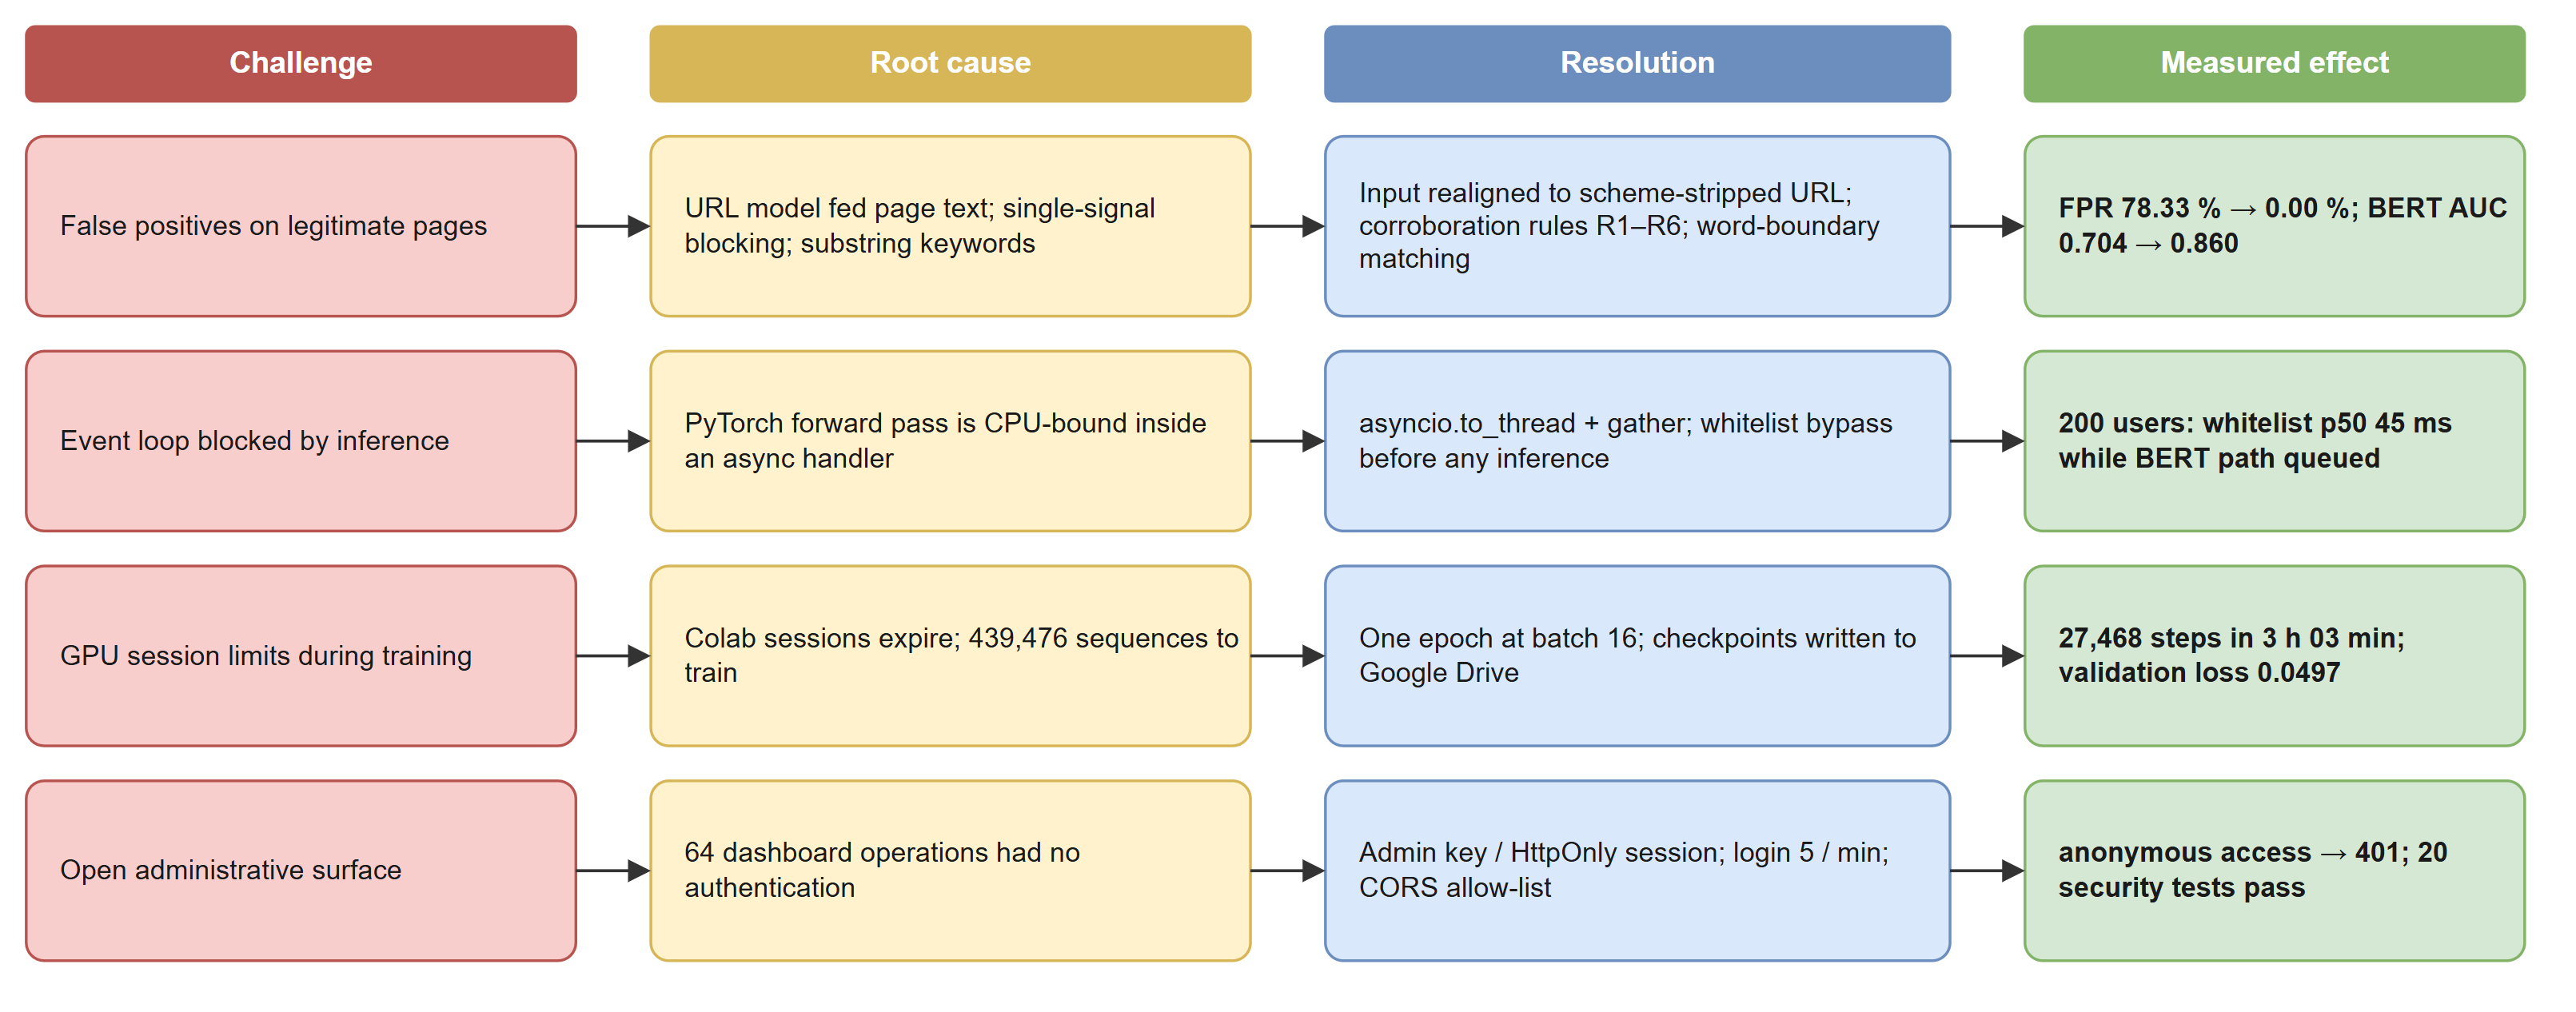 Challenge
Root cause
Resolution
Measured effect
False positives on legitimate pages
URL model fed page text; single-signal
blocking; substring keywords
Input realigned to scheme-stripped URL;
corroboration rules R1–R6; word-boundary
matching
FPR 78.33 % → 0.00 %; BERT AUC
0.704 → 0.860
Event loop blocked by inference
PyTorch forward pass is CPU-bound inside
an async handler
asyncio.to_thread + gather; whitelist bypass
before any inference
200 users: whitelist p50 45 ms
while BERT path queued
GPU session limits during training
Colab sessions expire; 439,476 sequences to
train
One epoch at batch 16; checkpoints written to
Google Drive
27,468 steps in 3 h 03 min;
validation loss 0.0497
Open administrative surface
64 dashboard operations had no
authentication
Admin key / HttpOnly session; login 5 / min;
CORS allow-list
anonymous access → 401; 20
security tests pass